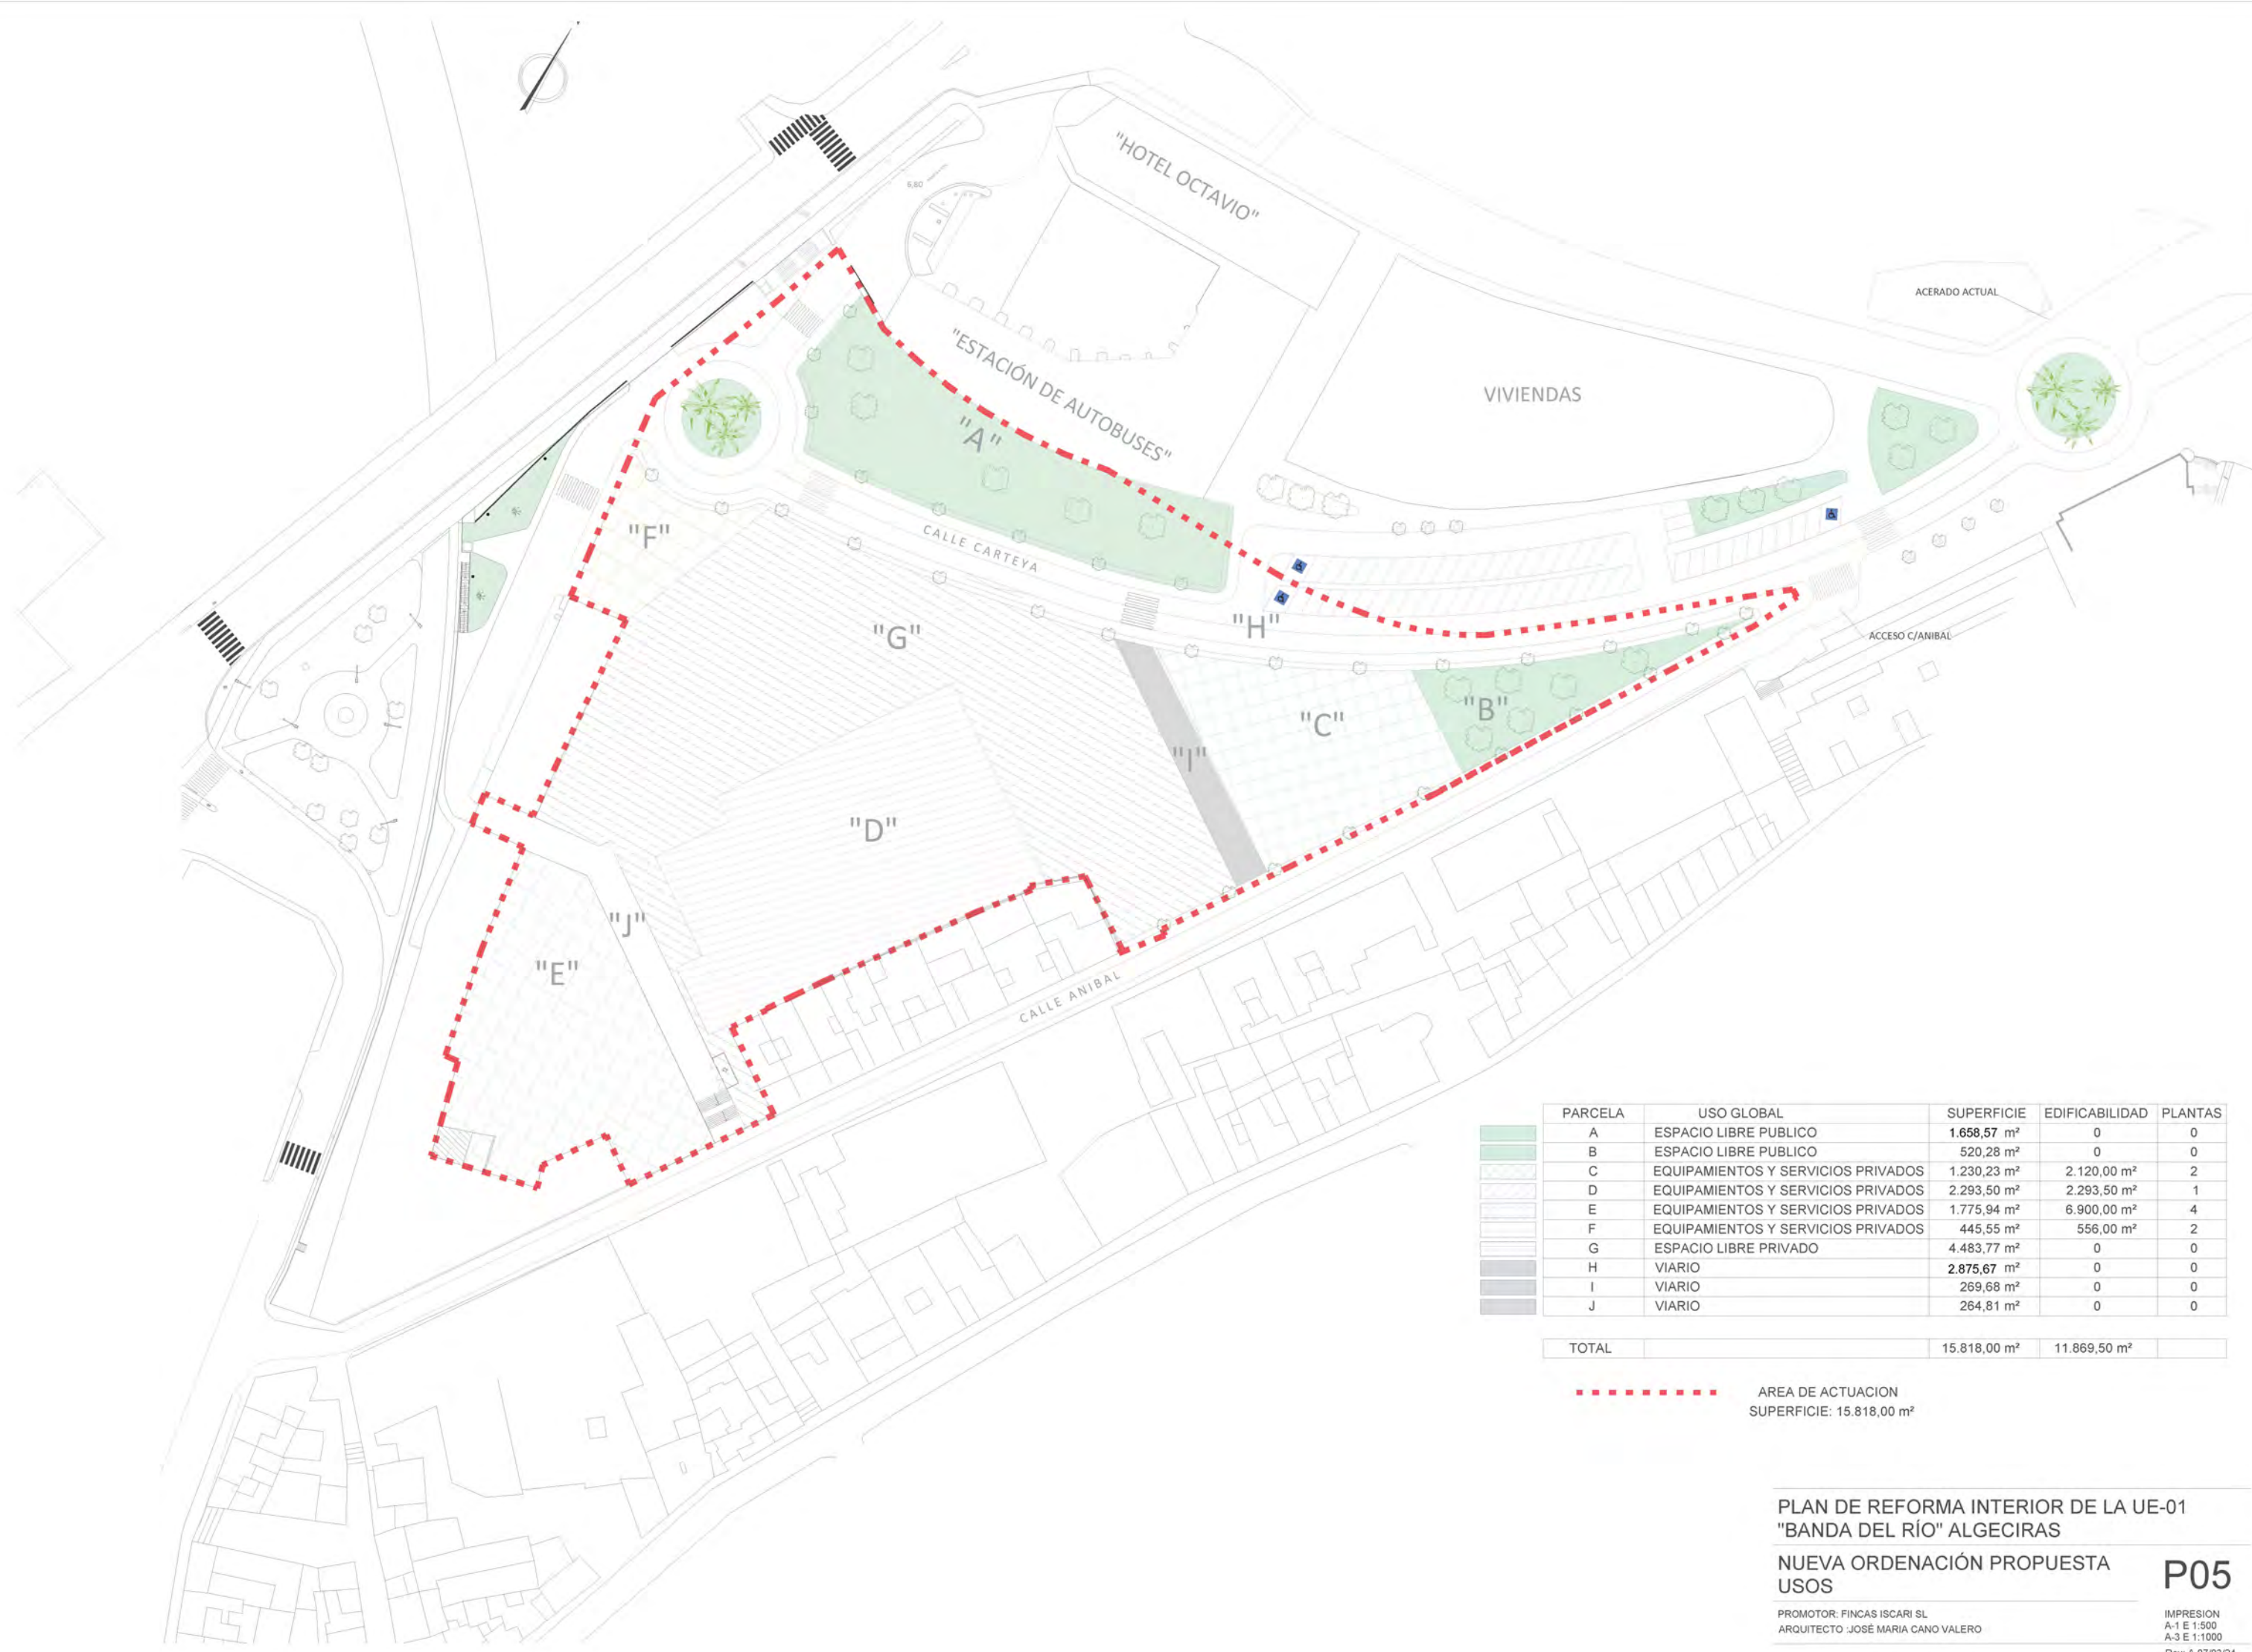 "HOTEL OCTAVIO"
6,60
ACERADO ACTUAL
"ESTACIÓN DE AUTOBUSES"
VIVIENDAS
"A"
"F"
CALLE CARTEYA
"G"
"H"
ACCESO C/ANIBAL
"B"
"C"
"I"
"D"
"J"
"E"
CALLE ANIBAL
PARCELA USO GLOBAL SUPERFICIE EDIFICABILIDAD PLANTAS
A ESPACIO LIBRE PUBLICO 1.658,57 m² 0 0
B ESPACIO LIBRE PUBLICO 520,28 m² 0 0
C EQUIPAMIENTOS Y SERVICIOS PRIVADOS 1.230,23 m² 2.120,00 m² 2
D EQUIPAMIENTOS Y SERVICIOS PRIVADOS 2.293,50 m² 2.293,50 m² 1
E EQUIPAMIENTOS Y SERVICIOS PRIVADOS 1.775,94 m² 6.900,00 m² 4
F EQUIPAMIENTOS Y SERVICIOS PRIVADOS 445,55 m² 556,00 m² 2
G ESPACIO LIBRE PRIVADO 4.483,77 m² 0 0
H VIARIO 2.875,67 m² 0 0
I VIARIO 269,68 m² 0 0
J VIARIO 264,81 m² 0 0
TOTAL 15.818,00 m² 11.869,50 m²
AREA DE ACTUACION
SUPERFICIE: 15.818,00 m²
PLAN DE REFORMA INTERIOR DE LA UE-01
"BANDA DEL RÍO" ALGECIRAS
NUEVA ORDENACIÓN PROPUESTA
USOS
P05
PROMOTOR: FINCAS ISCARI SL
ARQUITECTO :JOSÉ MARIA CANO VALERO
IMPRESION
A-1 E 1:500
A-3 E 1:1000